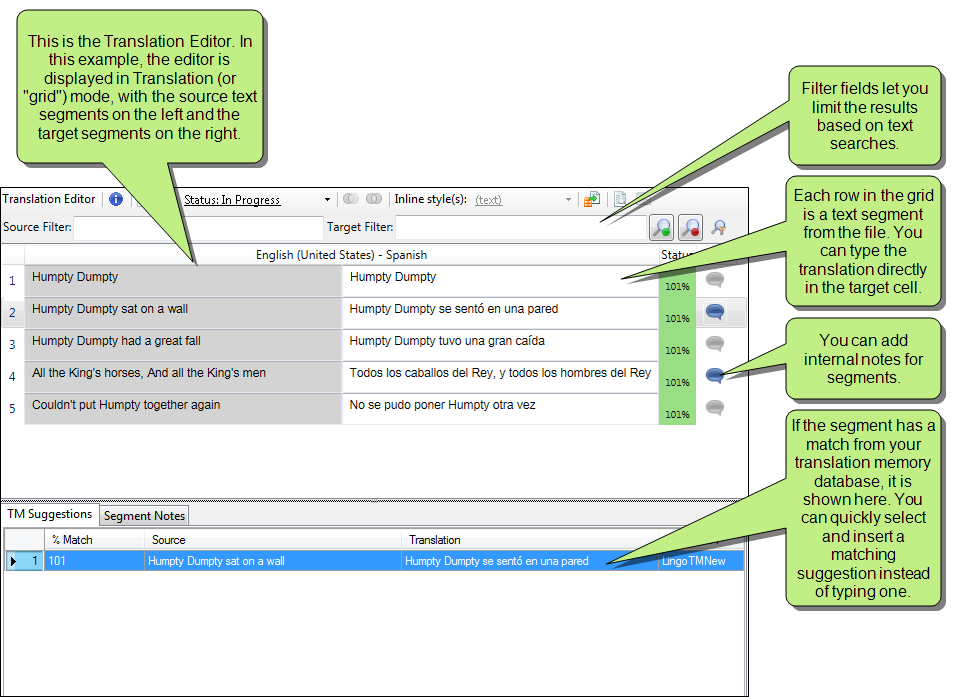 This is the Translation Editor. In
this example, the editor is
displayed in Translation (or
"grid") mode, with the source text
segments on the left and the
target segments on the right.
Filter fields let you
limit the results
based on text
searches.
Translation Editor
Status: In Progress
Inline style(s):
(text)
Source Filter:
Target Filter:
Each row in the grid
is a text segment
from the file. You
can type the
translation directly
in the target cell.
English (United States) - Spanish
Status
1 Humpty Dumpty Humpty Dumpty 101%
2 Humpty Dumpty sat on a wall Humpty Dumpty se sentó en una pared 101%
3 Humpty Dumpty had a great fall Humpty Dumpty tuvo una gran caída 101%
4 All the King's horses, And all the King's men Todos los caballos del Rey, y todos los hombres del Rey 101%
5 Couldn't put Humpty together again No se pudo poner Humpty otra vez 101%
You can add
internal notes for
segments.
If the segment has a
match from your
translation memory
database, it is
shown here. You
can quickly select
and insert a
matching
suggestion instead
of typing one.
TM Suggestions
Segment Notes
% Match Source Translation
1 101 Humpty Dumpty sat on a wall Humpty Dumpty se sentó en una pared LingoTMNew